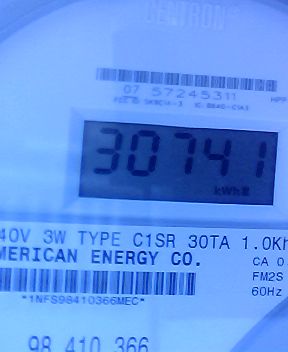 CENTRON
07 57245311
30741
kWh
40V 3W TYPE C1SR 30TA 1.0Kh
MERICAN ENERGY CO.
CA 0.
FM2S
60Hz
*1NFS98410366MEC*
98 410 366